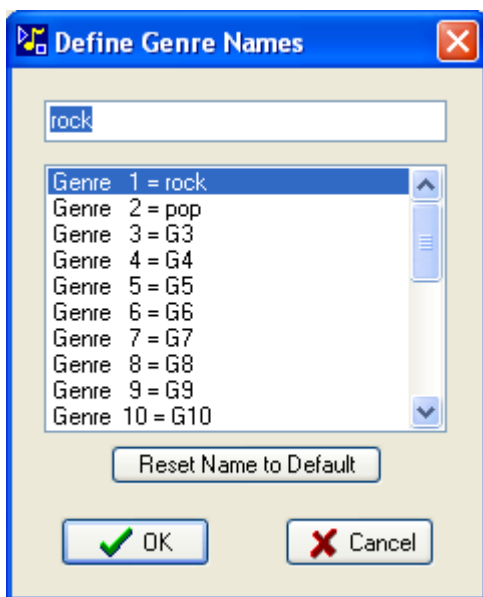 Define Genre Names
rock
Genre 1 = rock
Genre 2 = pop
Genre 3 = G3
Genre 4 = G4
Genre 5 = G5
Genre 6 = G6
Genre 7 = G7
Genre 8 = G8
Genre 9 = G9
Genre 10 = G10
Reset Name to Default
OK
Cancel